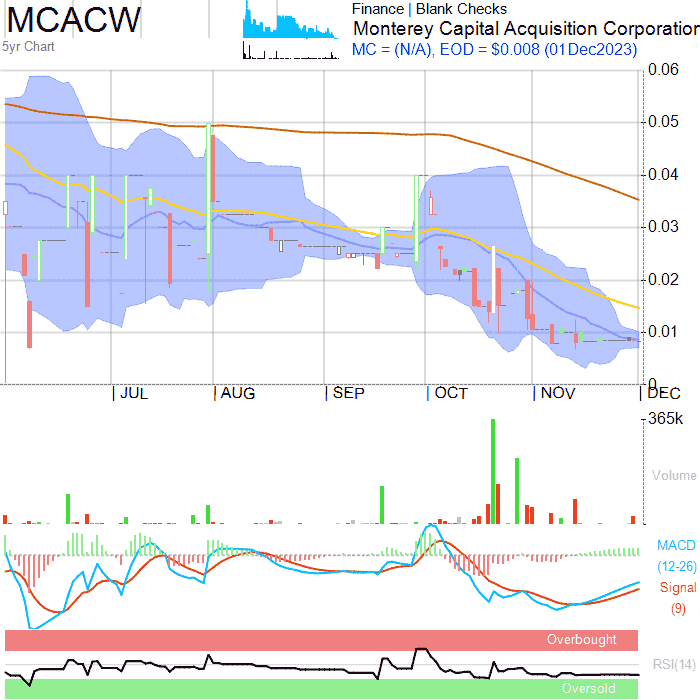 MCACW
5yr Chart
Finance | Blank Checks
Monterey Capital Acquisition Corporation
MC = (N/A), EOD = $0.008 (01Dec2023)
0.06
0.05
0.04
0.03
0.02
0.01
0
JUL AUG SEP OCT NOV DEC
365k
Volume
MACD
(12-26)
Signal
(9)
Overbought
RSI(14)
Oversold